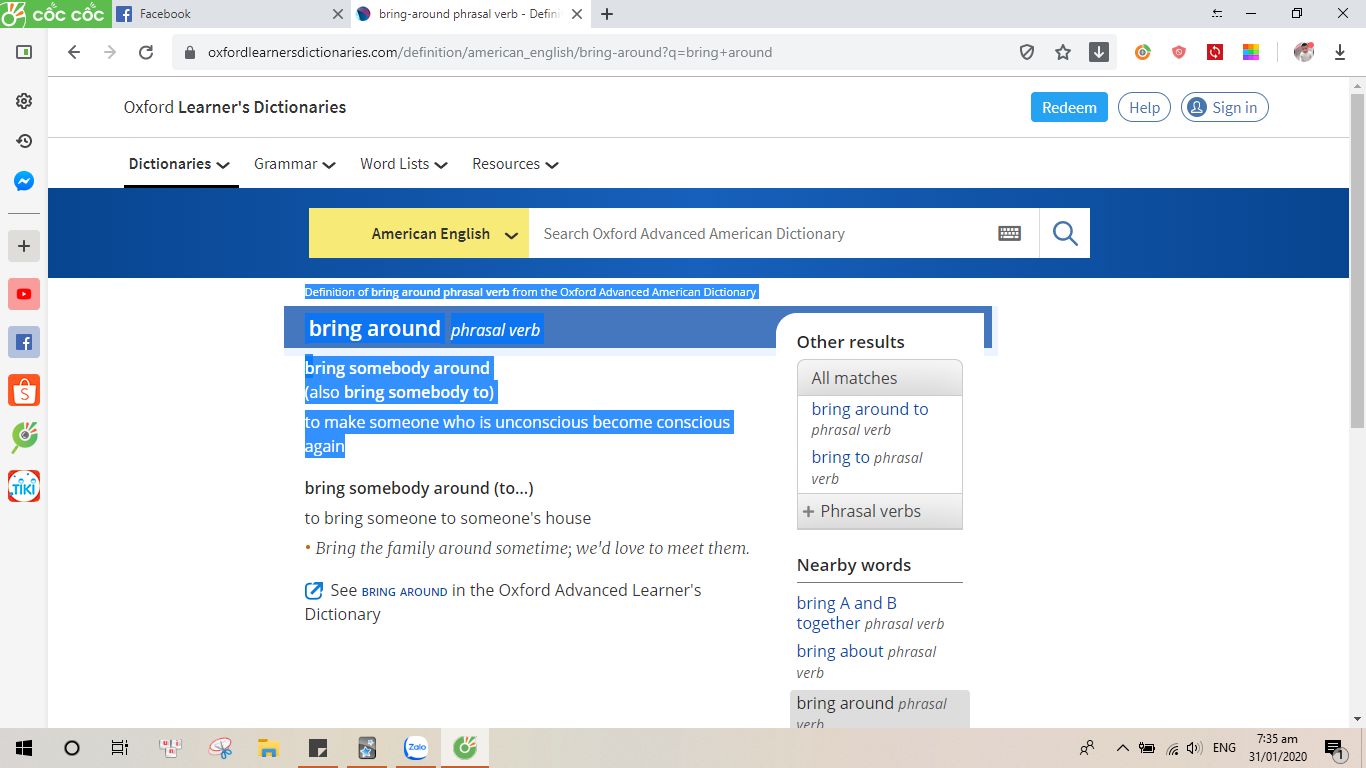 cốc cốc
Facebook
bring-around phrasal verb - Defini
oxfordlearnersdictionaries.com/definition/american_english/bring-around?q=bring+around
Oxford Learner's Dictionaries
Redeem
Help
Sign in
Dictionaries
Grammar
Word Lists
Resources
American English
Search Oxford Advanced American Dictionary
Definition of bring around phrasal verb from the Oxford Advanced American Dictionary
bring around phrasal verb
bring somebody around
(also bring somebody to)
to make someone who is unconscious become conscious
again
bring somebody around (to…)
to bring someone to someone's house
• Bring the family around sometime; we'd love to meet them.
See BRING AROUND in the Oxford Advanced Learner's
Dictionary
Other results
All matches
bring around to
phrasal verb
bring to phrasal
verb
+ Phrasal verbs
Nearby words
bring A and B
together phrasal verb
bring about phrasal
verb
bring around phrasal
verb
TIKI
Zalo
ENG
7:35 am
31/01/2020
1